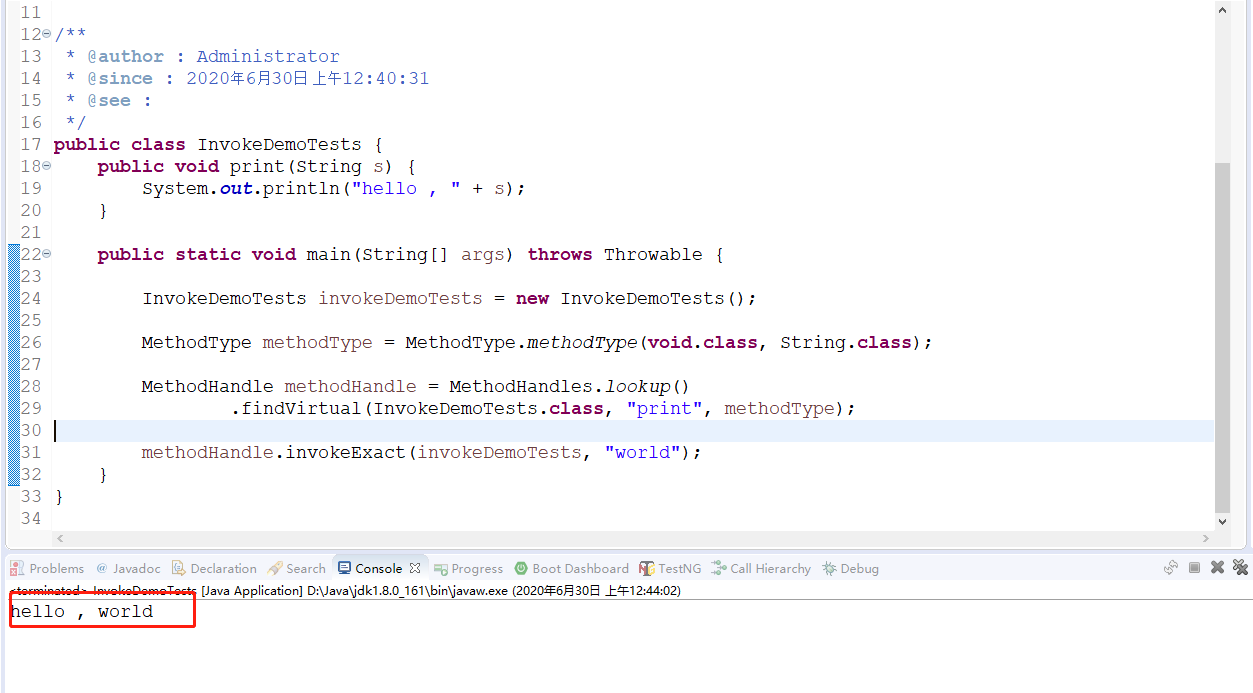 11
12 /**
13 * @author : Administrator
14 * @since : 2020年6月30日 上午12:40:31
15 * @see :
16 */
17 public class InvokeDemoTests {
18 public void print(String s) {
19 System.out.println("hello , " + s);
20 }
21
22 public static void main(String[] args) throws Throwable {
23
24 InvokeDemoTests invokeDemoTests = new InvokeDemoTests();
25
26 MethodType methodType = MethodType.methodType(void.class, String.class);
27
28 MethodHandle methodHandle = MethodHandles.lookup()
29 .findVirtual(InvokeDemoTests.class, "print", methodType);
30
31 methodHandle.invokeExact(invokeDemoTests, "world");
32 }
33 }
34
Problems @ Javadoc Declaration Search Console Progress Boot Dashboard TestNG Call Hierarchy Debug
<terminated> InvokeDemoTests [Java Application] D:\Java\jdk1.8.0_161\bin\javaw.exe (2020年6月30日 上午12:44:02)
hello , world